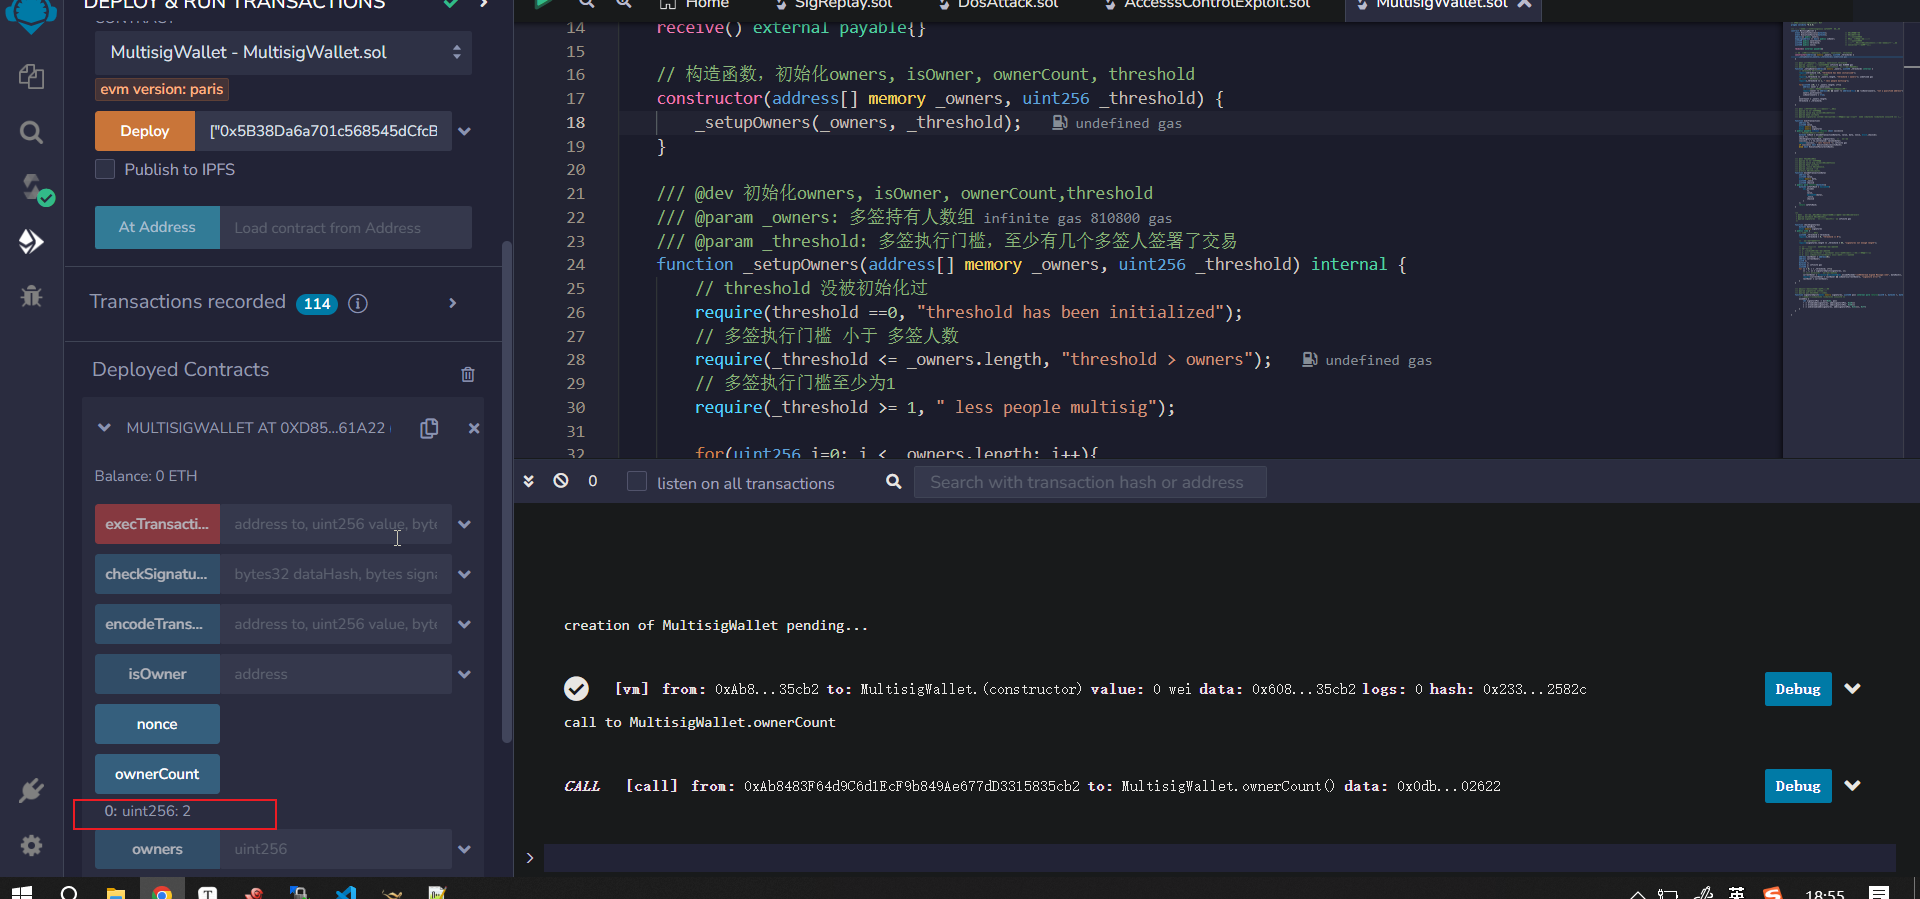 DEPLOY & RUN TRANSACTIONS
CONTRACT
MultisigWallet - MultisigWallet.sol
evm version: paris
Deploy
["0x5B38Da6a701c568545dCfcB
Publish to IPFS
At Address
Load contract from Address
Transactions recorded 114 i
Deployed Contracts
MULTISIGWALLET AT 0XD85...61A22 (
Balance: 0 ETH
execTransacti...
address to, uint256 value, byte
checkSignatu...
bytes32 dataHash, bytes signa
encodeTrans...
address to, uint256 value, byte
isOwner
address
nonce
ownerCount
0: uint256: 2
owners
uint256
Home
SigReplay.sol
DosAttack.sol
AccesssControlExploit.sol
MultisigWallet.sol
14 receive() external payable{}
15
16 // 构造函数，初始化owners, isOwner, ownerCount, threshold
17 constructor(address[] memory _owners, uint256 _threshold) {
18 _setupOwners(_owners, _threshold); undefined gas
19 }
20
21 /// @dev 初始化owners, isOwner, ownerCount,threshold
22 /// @param _owners: 多签持有人数组 infinite gas 810800 gas
23 /// @param _threshold: 多签执行门槛，至少有几个多签人签署了交易
24 function _setupOwners(address[] memory _owners, uint256 _threshold) internal {
25 // threshold 没被初始化过
26 require(threshold ==0, "threshold has been initialized");
27 // 多签执行门槛 小于 多签人数
28 require(_threshold <= _owners.length, "threshold > owners"); undefined gas
29 // 多签执行门槛至少为1
30 require(_threshold >= 1, " less people multisig");
31
32 for(uint256 i=0; i < _owners.length; i++){
0
listen on all transactions
Search with transaction hash or address
creation of MultisigWallet pending...
[vm] from: 0xAb8...35cb2 to: MultisigWallet.(constructor) value: 0 wei data: 0x608...35cb2 logs: 0 hash: 0x233...2582c
Debug
call to MultisigWallet.ownerCount
CALL [call] from: 0xAb8483F64d9C6d1EcF9b849Ae677dD3315835cb2 to: MultisigWallet.ownerCount() data: 0x0db...02622
Debug
>
英
18:55